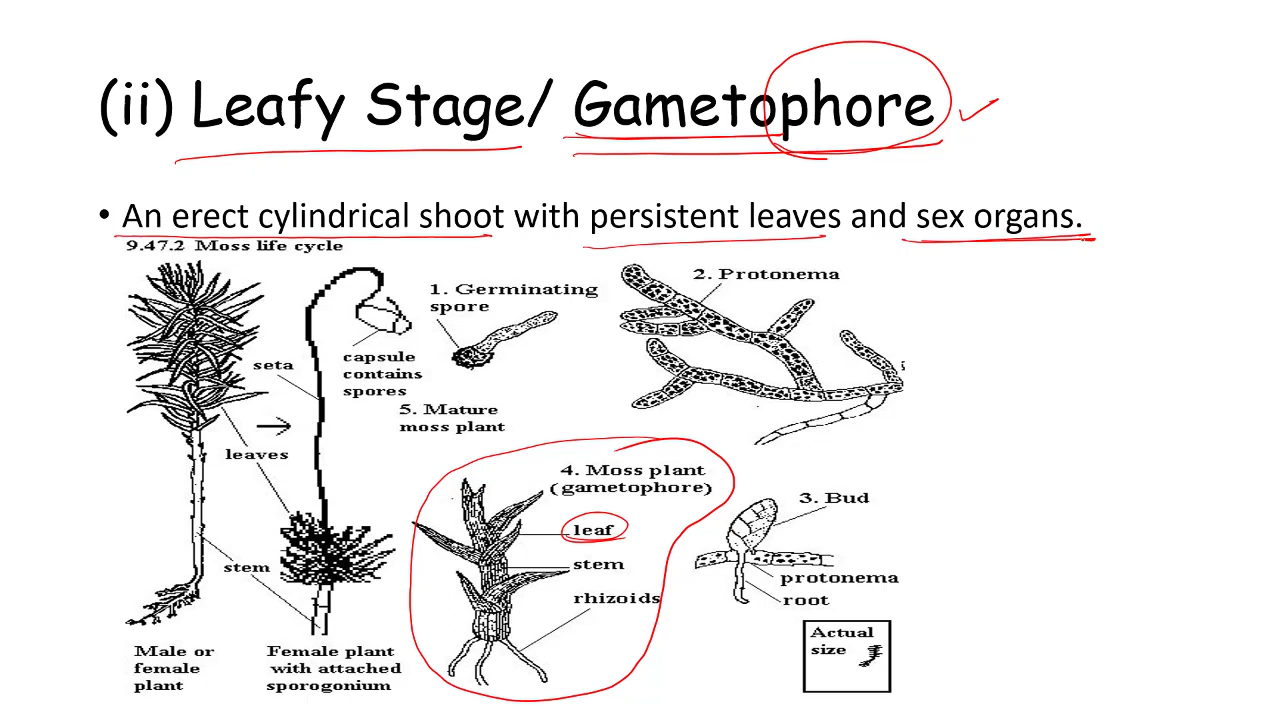 (ii) Leafy Stage/ Gametophore
• An erect cylindrical shoot with persistent leaves and sex organs.
9.47.2 Moss life cycle
1. Germinating
spore
2. Protonema
capsule
contains
spores
seta
5. Mature
moss plant
leaves
4. Moss plant
(gametophore)
leaf
stem
rhizoids
3. Bud
protonema
root
stem
Actual
size
Male or
female
plant
Female plant
with attached
sporogonium